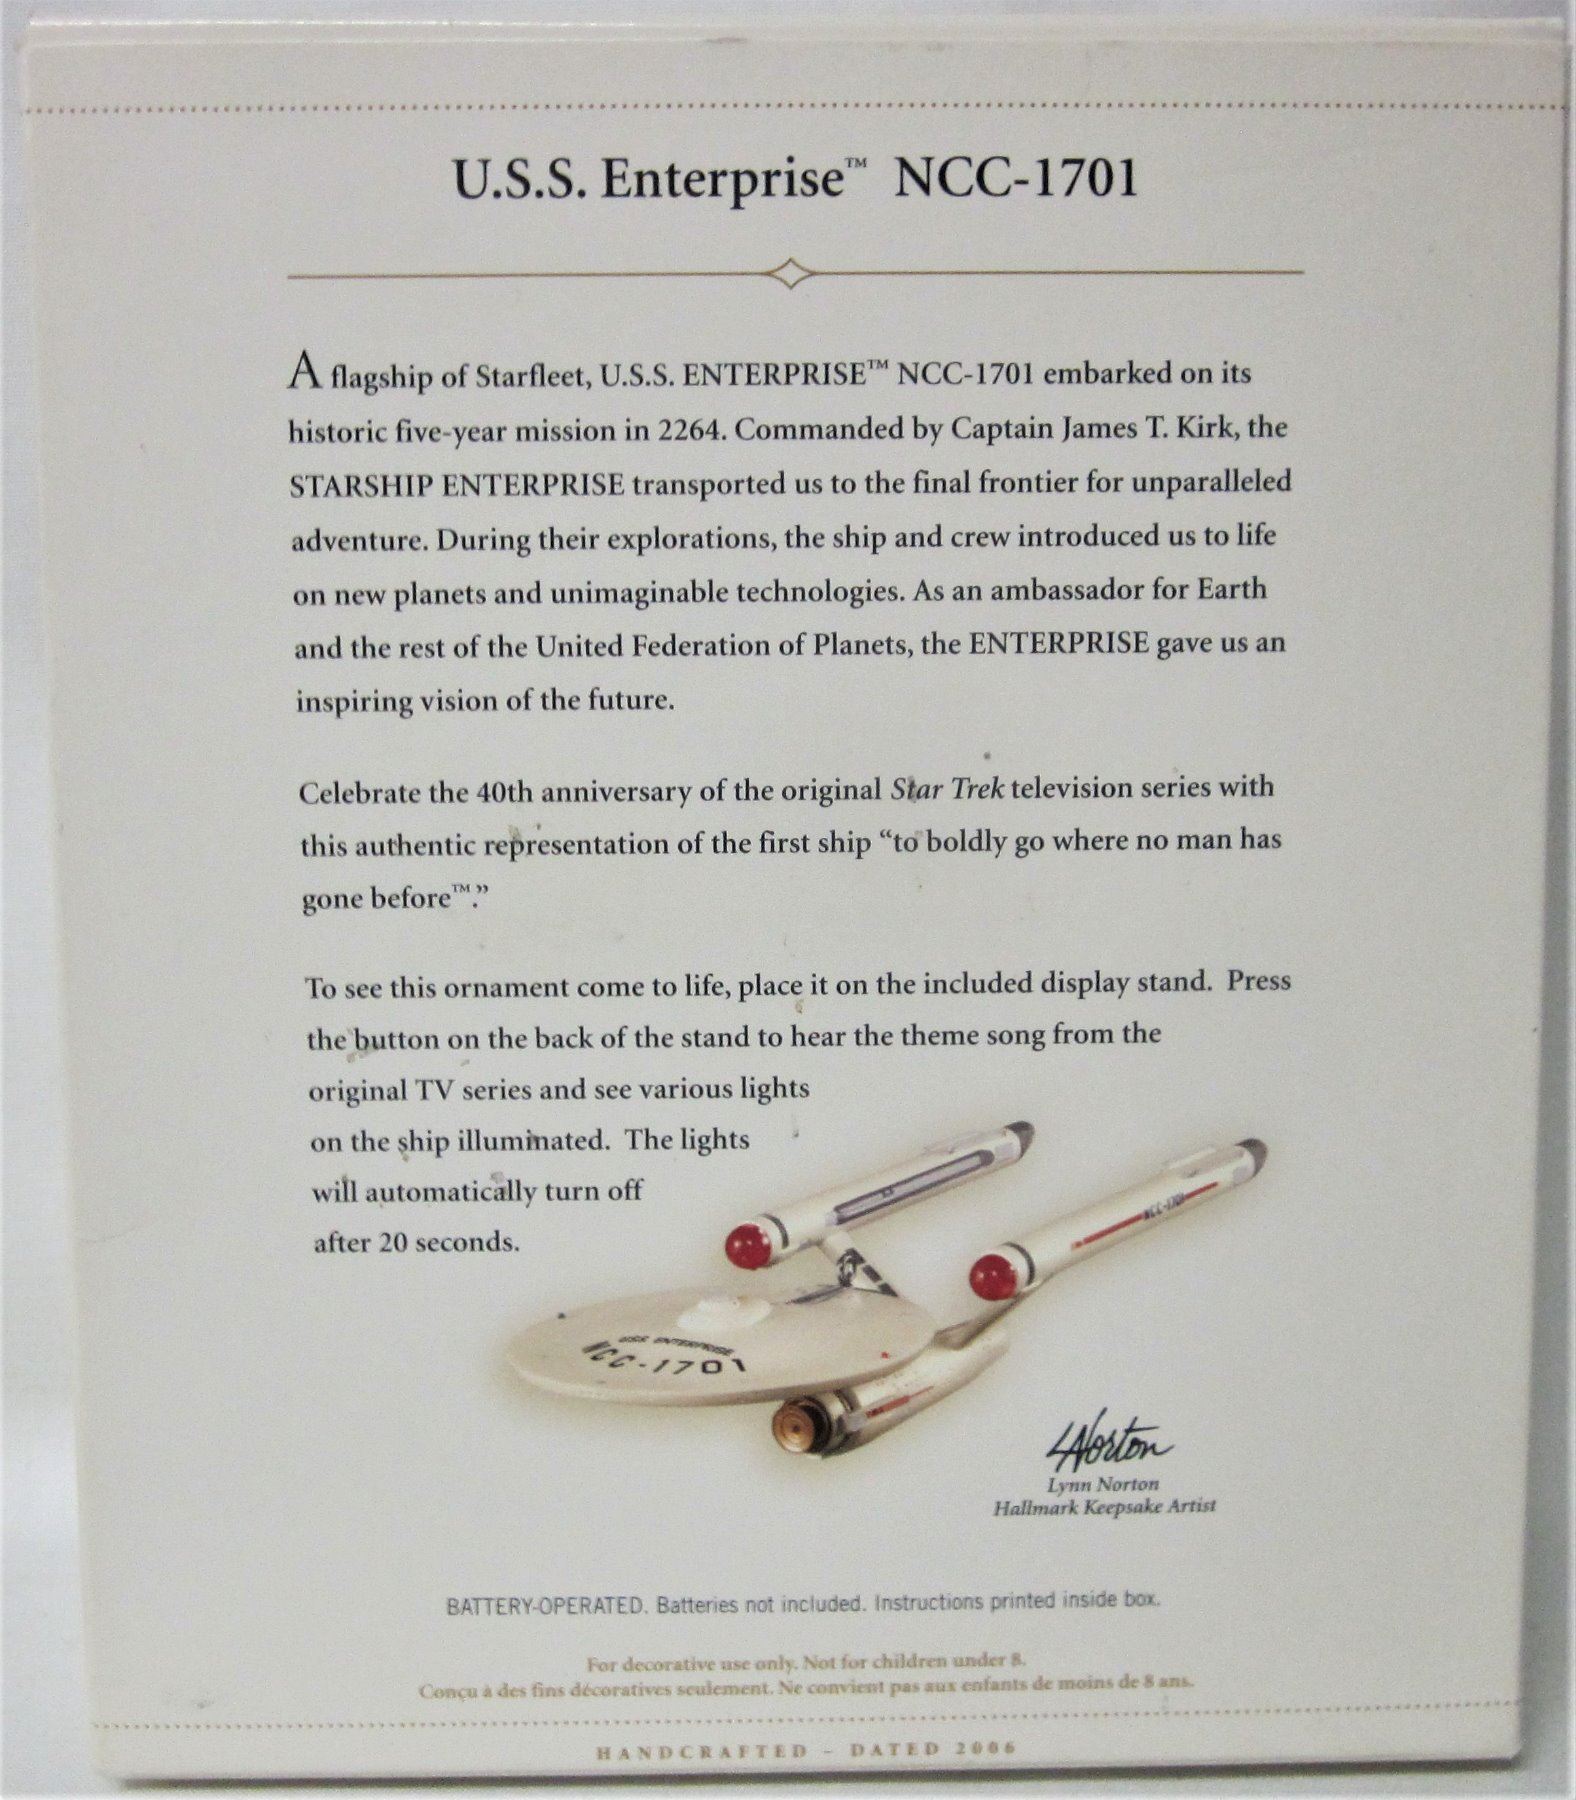 U.S.S. Enterprise™ NCC-1701
A flagship of Starfleet, U.S.S. ENTERPRISE™ NCC-1701 embarked on its
historic five-year mission in 2264. Commanded by Captain James T. Kirk, the
STARSHIP ENTERPRISE transported us to the final frontier for unparalleled
adventure. During their explorations, the ship and crew introduced us to life
on new planets and unimaginable technologies. As an ambassador for Earth
and the rest of the United Federation of Planets, the ENTERPRISE gave us an
inspiring vision of the future.
Celebrate the 40th anniversary of the original Star Trek television series with
this authentic representation of the first ship “to boldly go where no man has
gone before™.”
To see this ornament come to life, place it on the included display stand. Press
the button on the back of the stand to hear the theme song from the
original TV series and see various lights
on the ship illuminated. The lights
will automatically turn off
after 20 seconds.
NCC-1701
USS ENTERPRISE
NCC-1701
LNorton
Lynn Norton
Hallmark Keepsake Artist
BATTERY-OPERATED. Batteries not included. Instructions printed inside box.
For decorative use only. Not for children under 8.
Conçu à des fins décoratives seulement. Ne convient pas aux enfants de moins de 8 ans.
HANDCRAFTED – DATED 2006